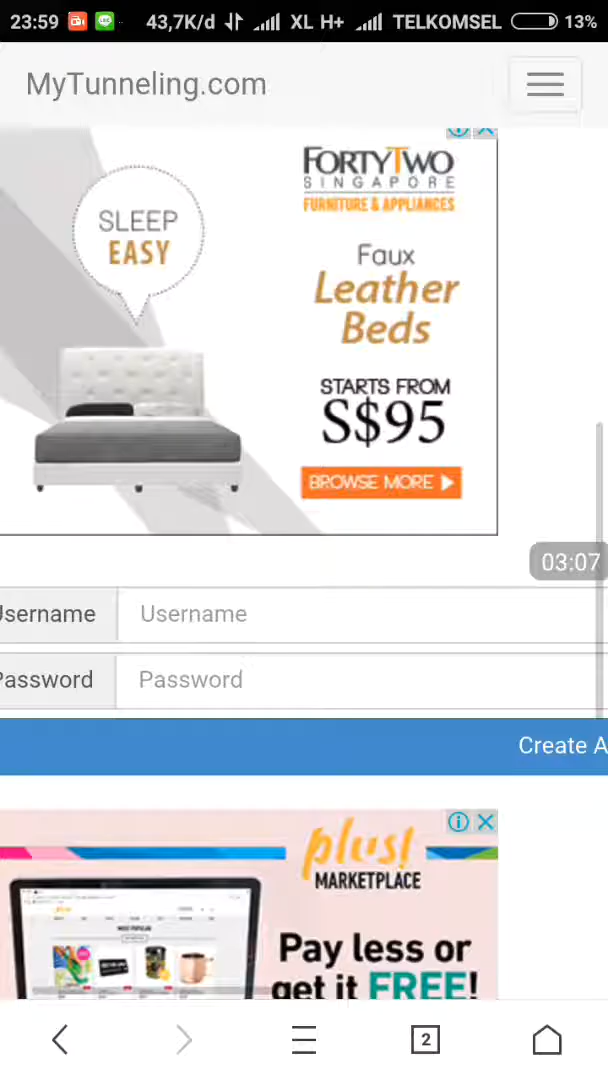 23:59 43,7K/d XL H+ TELKOMSEL 13%
MyTunneling.com
FORTYTWO
SINGAPORE
FURNITURE & APPLIANCES
SLEEP
EASY
Faux
Leather
Beds
STARTS FROM
S$95
BROWSE MORE
03:07
Username Username
Password Password
Create A
plus!
MARKETPLACE
Pay less or
get it FREE!
2